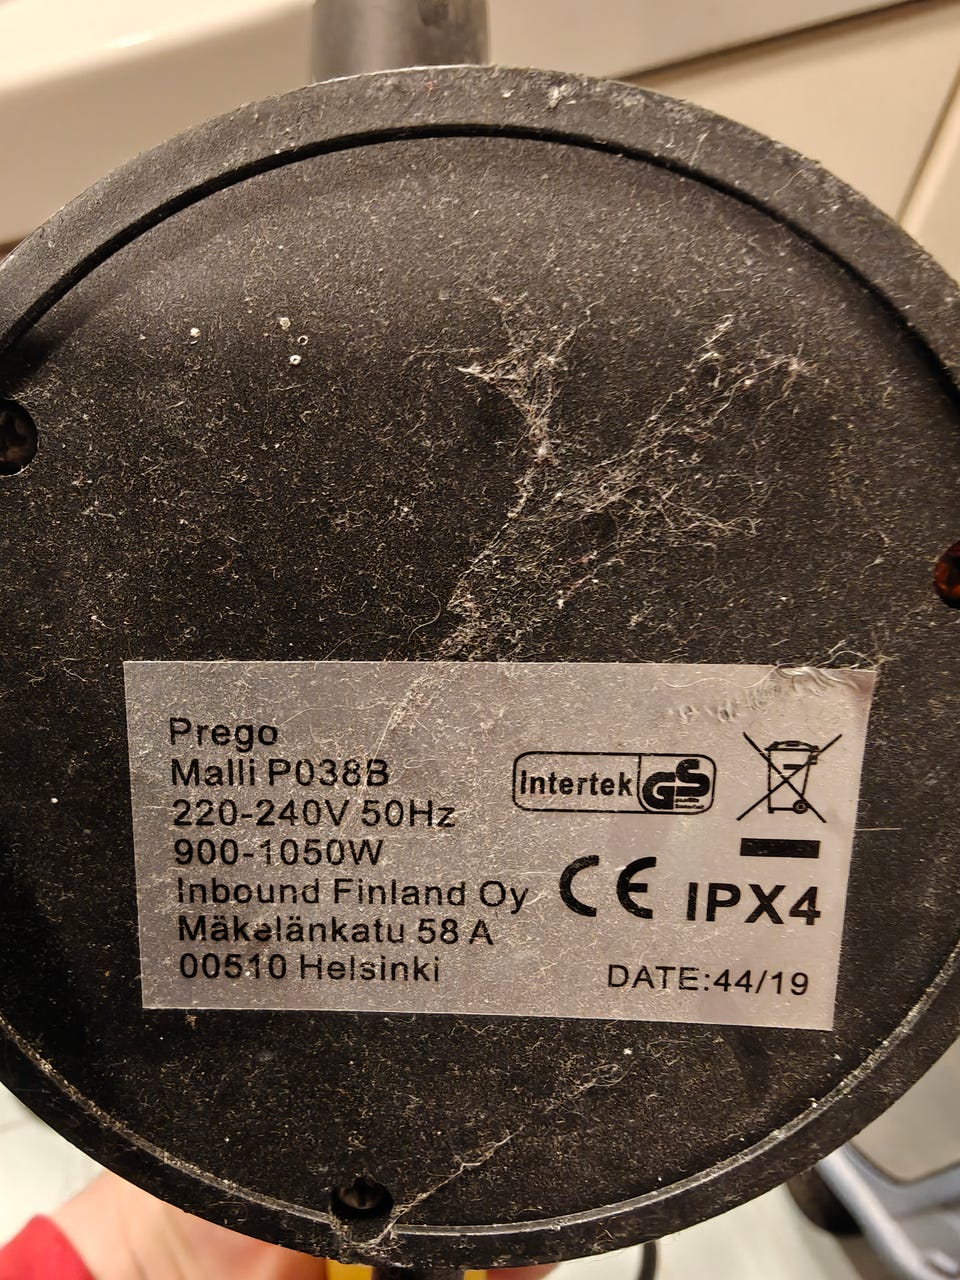 Prego
Malli P038B
220-240V 50Hz
900-1050W
Inbound Finland Oy
Mäkelänkatu 58 A
00510 Helsinki
Intertek GS
CE IPX4
DATE:44/19